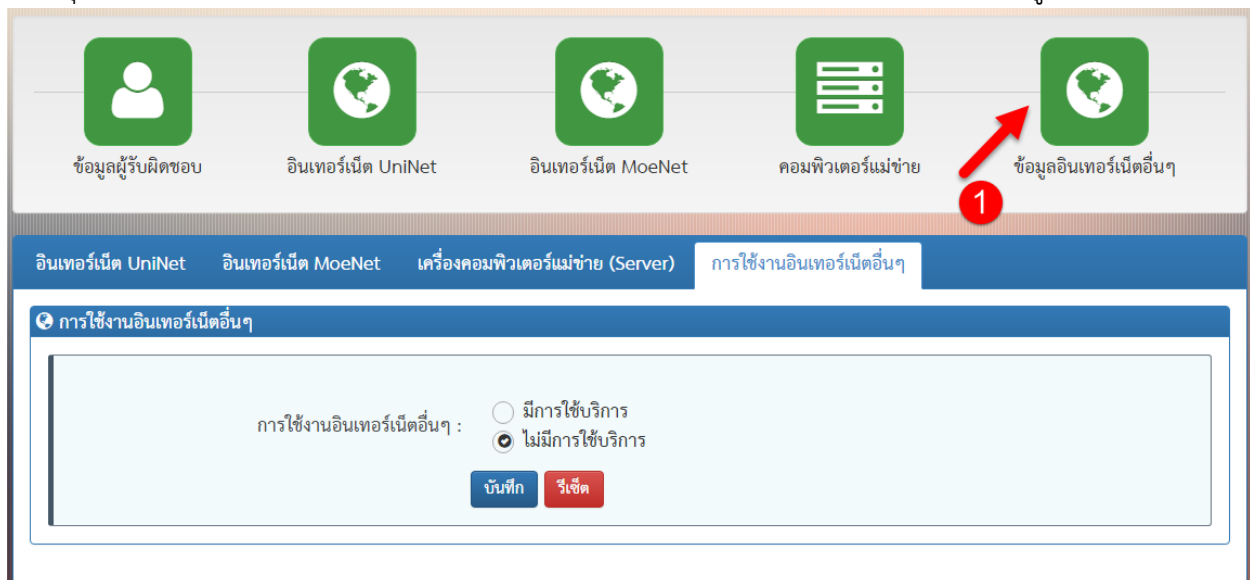 ข้อมูลผู้รับผิดชอบ อินเทอร์เน็ต UniNet อินเทอร์เน็ต MoeNet คอมพิวเตอร์แม่ข่าย ข้อมูลอินเทอร์เน็ตอื่นๆ
1
อินเทอร์เน็ต UniNet อินเทอร์เน็ต MoeNet เครื่องคอมพิวเตอร์แม่ข่าย (Server) การใช้งานอินเทอร์เน็ตอื่นๆ
การใช้งานอินเทอร์เน็ตอื่นๆ
การใช้งานอินเทอร์เน็ตอื่นๆ :
มีการใช้บริการ
ไม่มีการใช้บริการ
บันทึก รีเซ็ต